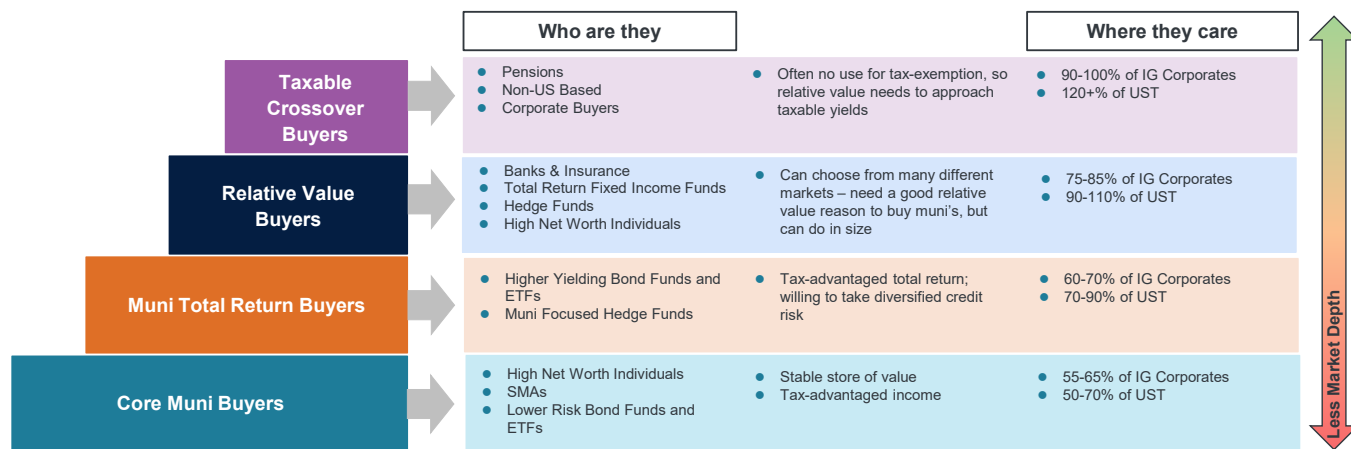 Who are they
Where they care
Taxable
Crossover
Buyers
● Pensions
● Non-US Based
● Corporate Buyers
● Often no use for tax-exemption, so
relative value needs to approach
taxable yields
● 90-100% of IG Corporates
● 120+% of UST
Relative Value
Buyers
● Banks & Insurance
● Total Return Fixed Income Funds
● Hedge Funds
● High Net Worth Individuals
● Can choose from many different
markets – need a good relative
value reason to buy muni's, but
can do in size
● 75-85% of IG Corporates
● 90-110% of UST
Muni Total Return Buyers
● Higher Yielding Bond Funds and
ETFs
● Muni Focused Hedge Funds
● Tax-advantaged total return;
willing to take diversified credit
risk
● 60-70% of IG Corporates
● 70-90% of UST
Core Muni Buyers
● High Net Worth Individuals
● SMAs
● Lower Risk Bond Funds and
ETFs
● Stable store of value
● Tax-advantaged income
● 55-65% of IG Corporates
● 50-70% of UST
Less Market Depth